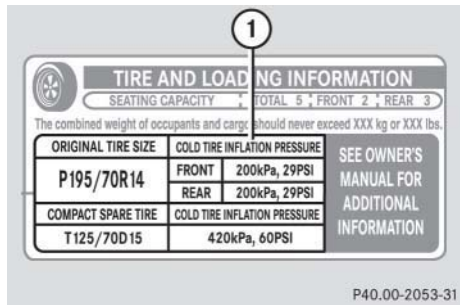 1
TIRE AND LOADING INFORMATION
SEATING CAPACITY TOTAL 5 FRONT 2 REAR 3
The combined weight of occupants and cargo should never exceed XXX kg or XXX lbs.
ORIGINAL TIRE SIZE COLD TIRE INFLATION PRESSURE
P195/70R14
FRONT 200kPa, 29PSI
REAR 200kPa, 29PSI
COMPACT SPARE TIRE COLD TIRE INFLATION PRESSURE
T125/70D15 420kPa, 60PSI
SEE OWNER'S
MANUAL FOR
ADDITIONAL
INFORMATION
P40.00-2053-31